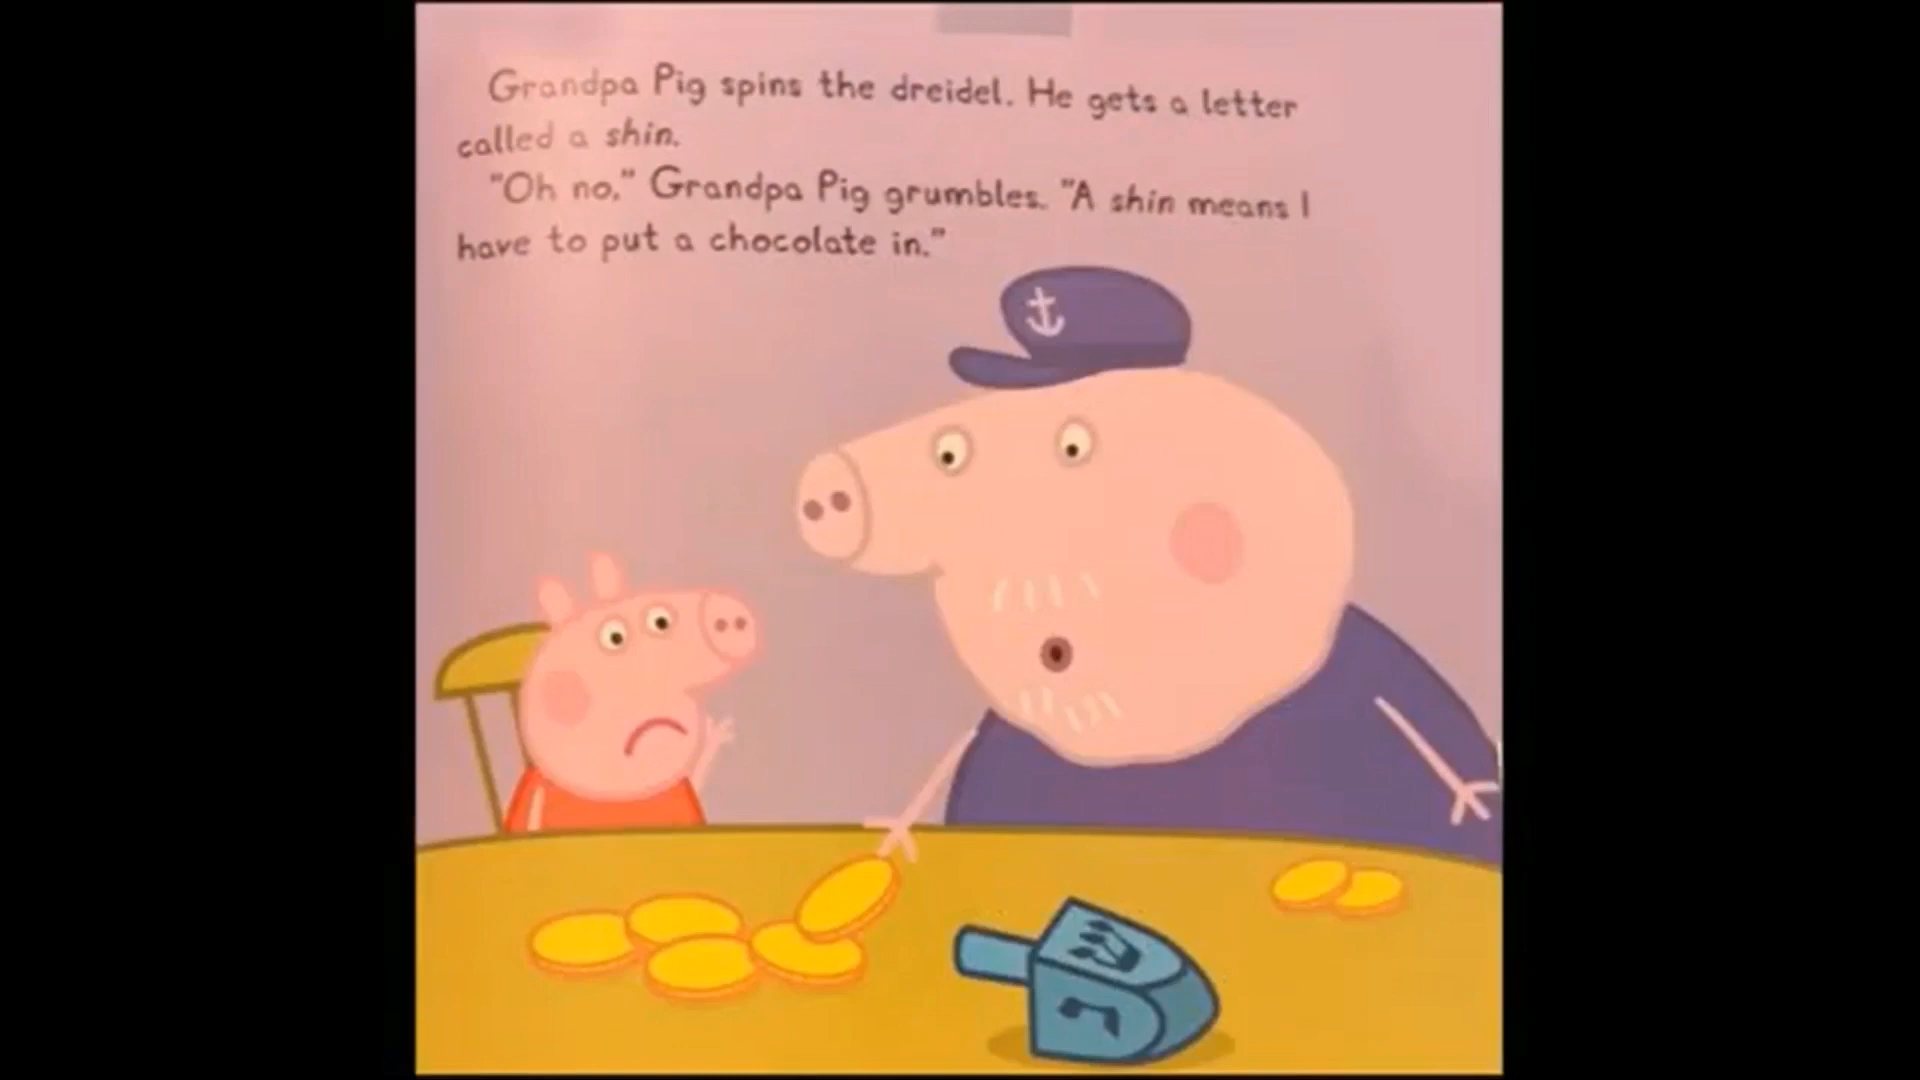 Grandpa Pig spins the dreidel. He gets a letter
called a shin.
"Oh no," Grandpa Pig grumbles. "A shin means I
have to put a chocolate in."
ש
נ